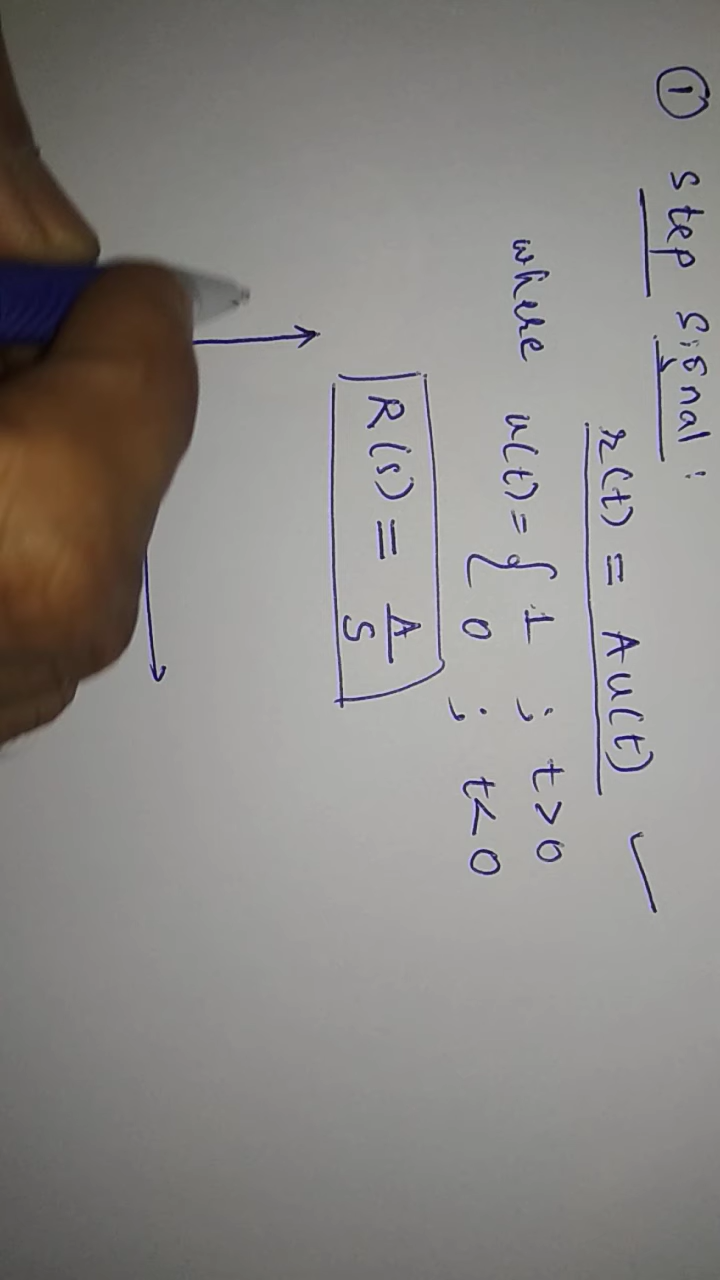 ① Step Signal:
r(t) = A u(t) ✓
where u(t) = { 1 ; t>0
0 ; t<0
R(s) = A/S